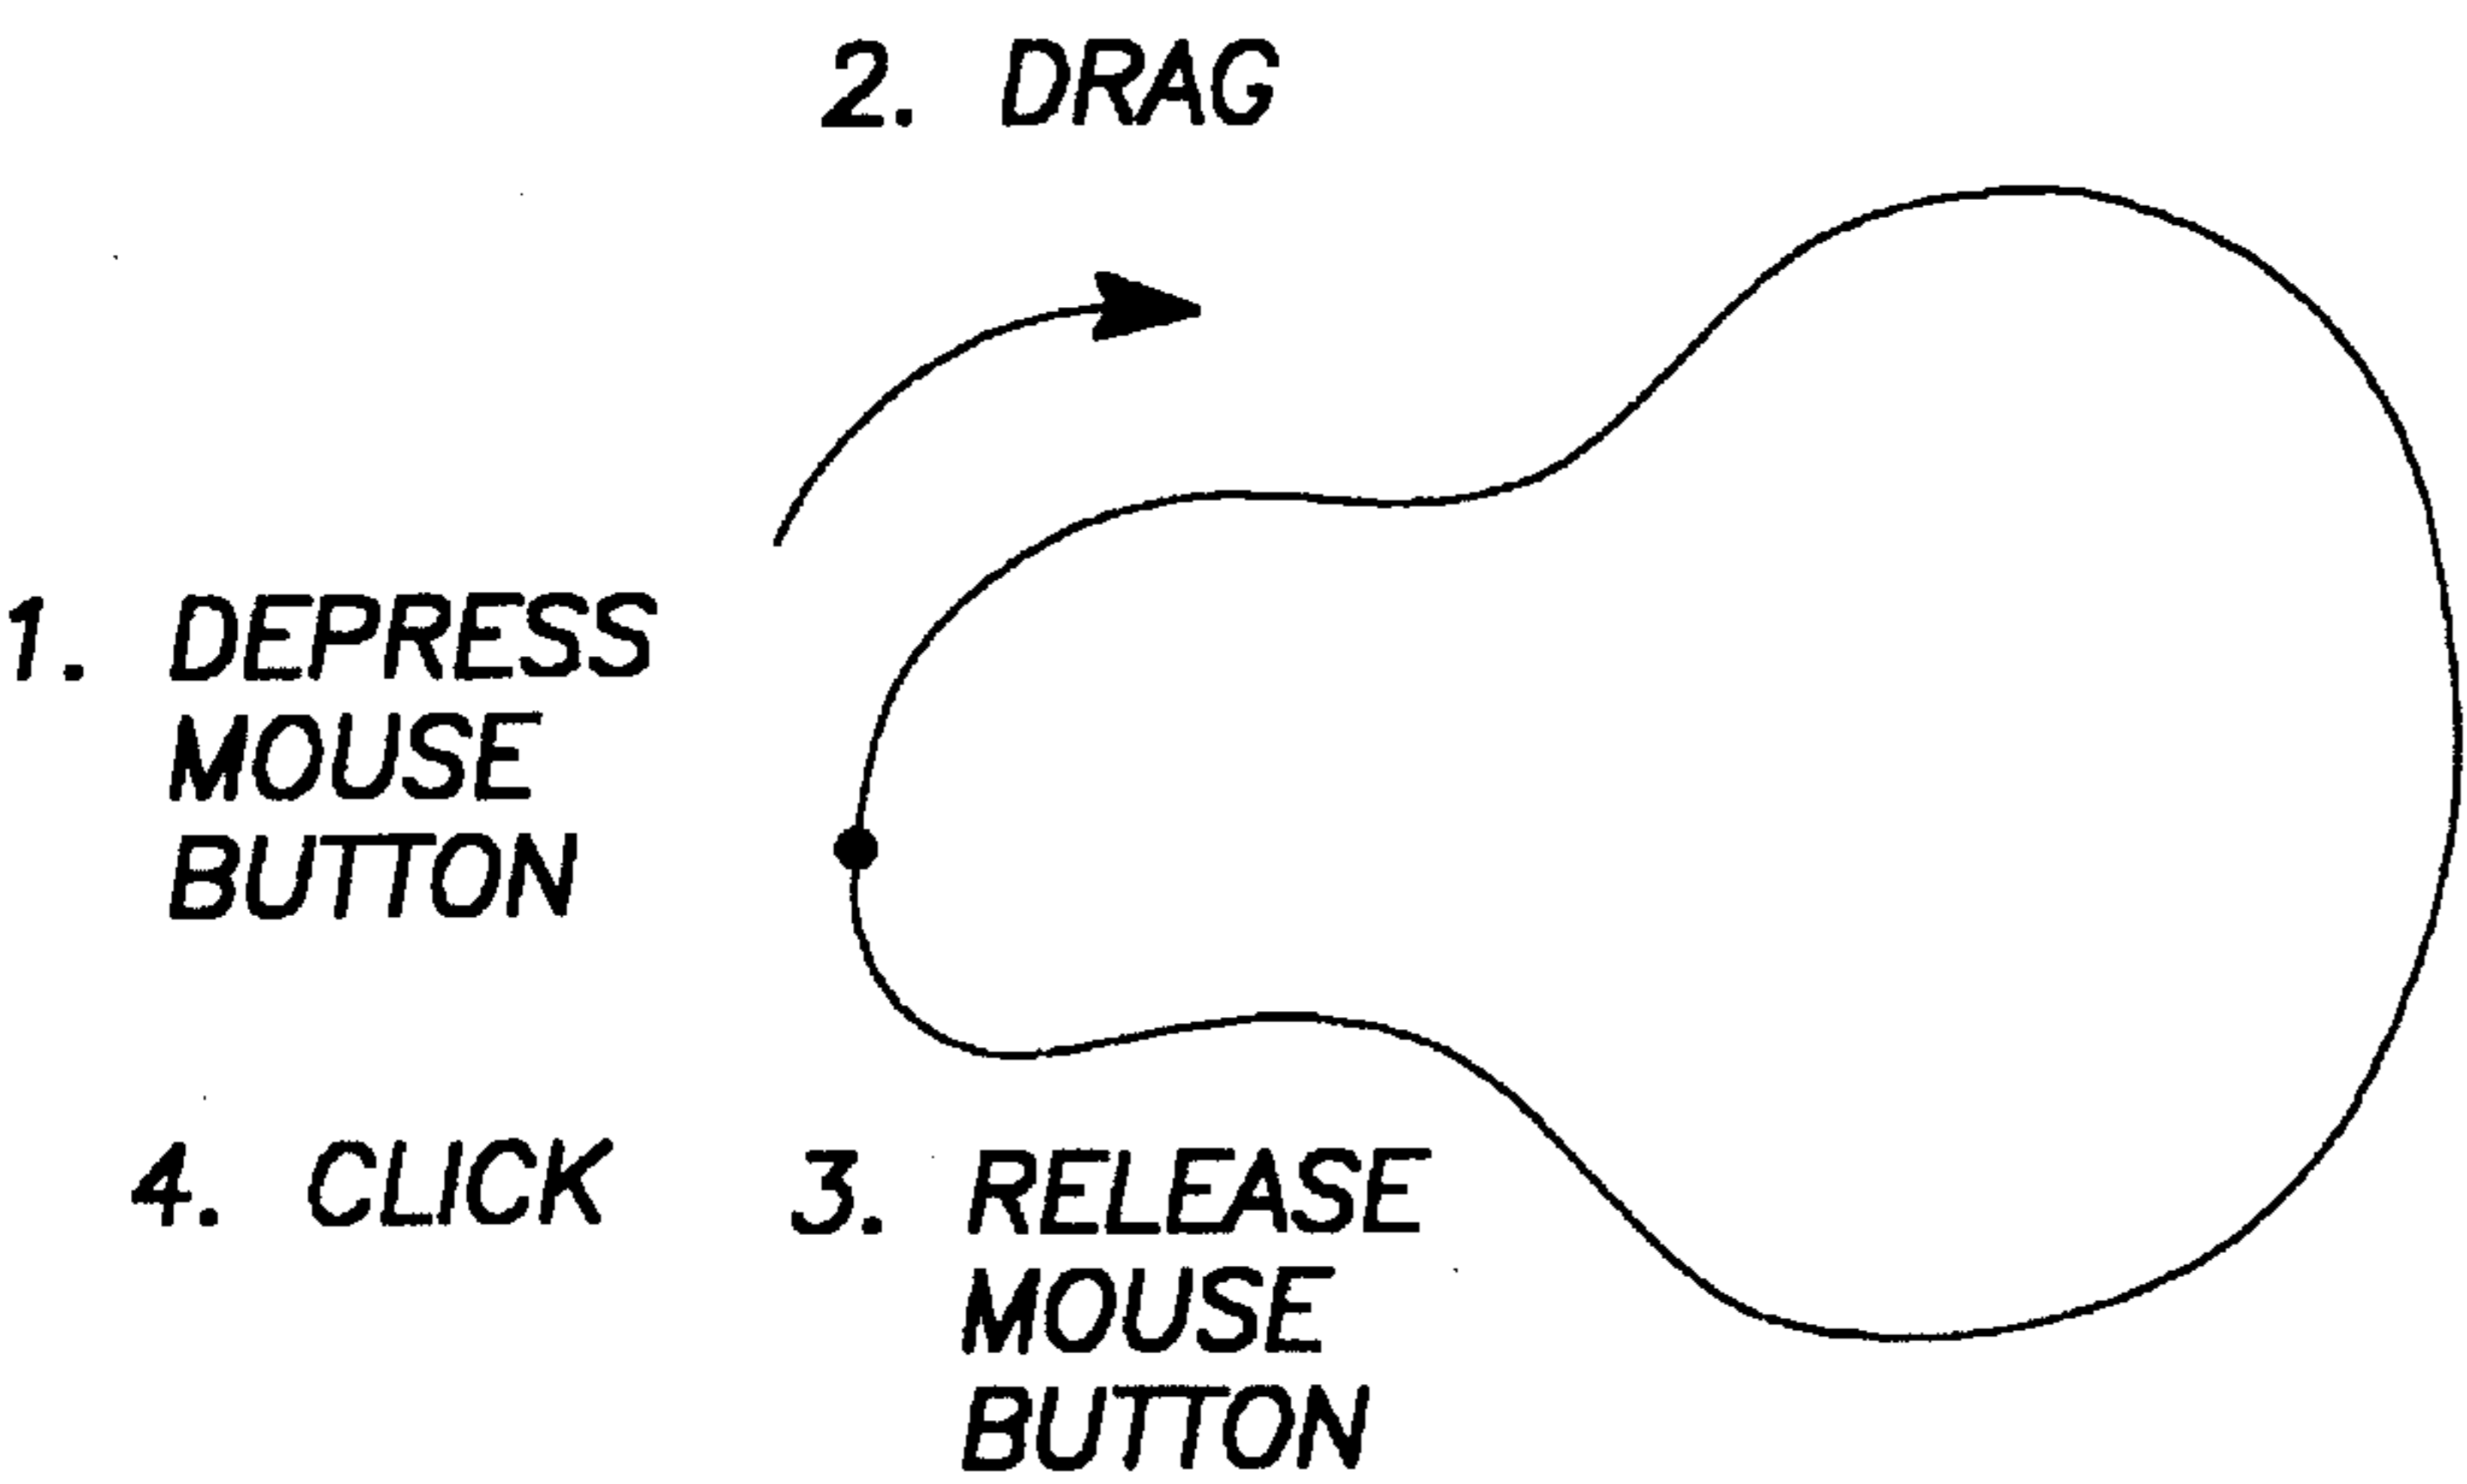 2. DRAG
1. DEPRESS
MOUSE
BUTTON
4. CLICK
3. RELEASE
MOUSE
BUTTON